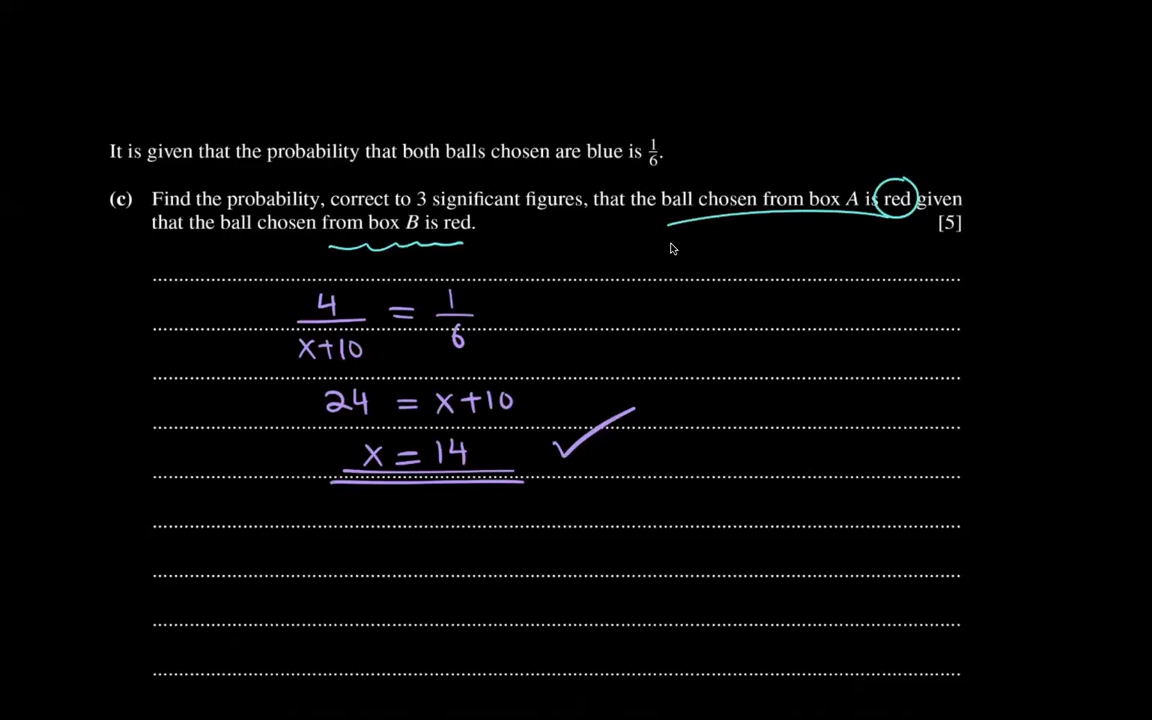 It is given that the probability that both balls chosen are blue is 1/6.
(c) Find the probability, correct to 3 significant figures, that the ball chosen from box A is red given
that the ball chosen from box B is red. [5]
4/(x+10) = 1/6
24 = x+10
x = 14